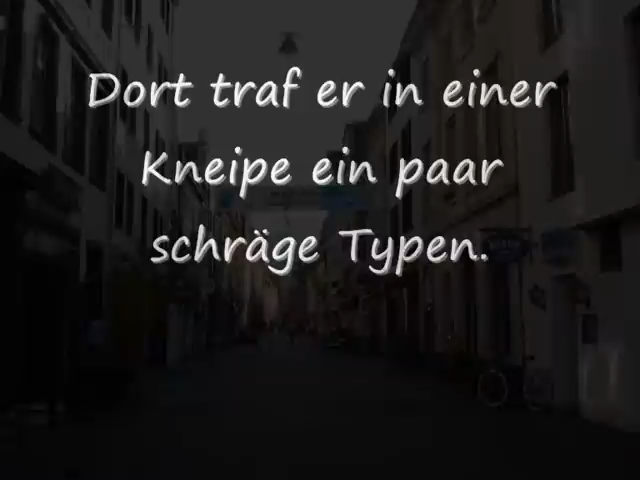 Dort traf er in einer
Kneipe ein paar
schräge Typen.